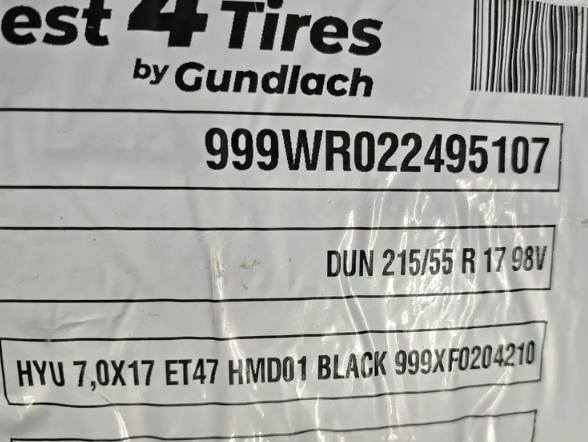 est 4 Tires
by Gundlach
999WR022495107
DUN 215/55 R 17 98V
HYU 7,0X17 ET47 HMD01 BLACK 999XF0204210